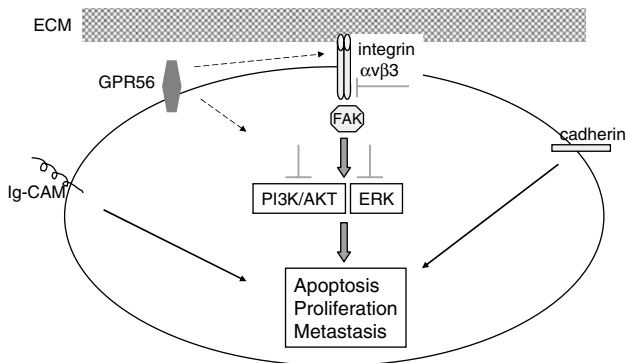 ECM
integrin
αvβ3
GPR56
FAK
cadherin
Ig-CAM
PI3K/AKT
ERK
Apoptosis
Proliferation
Metastasis